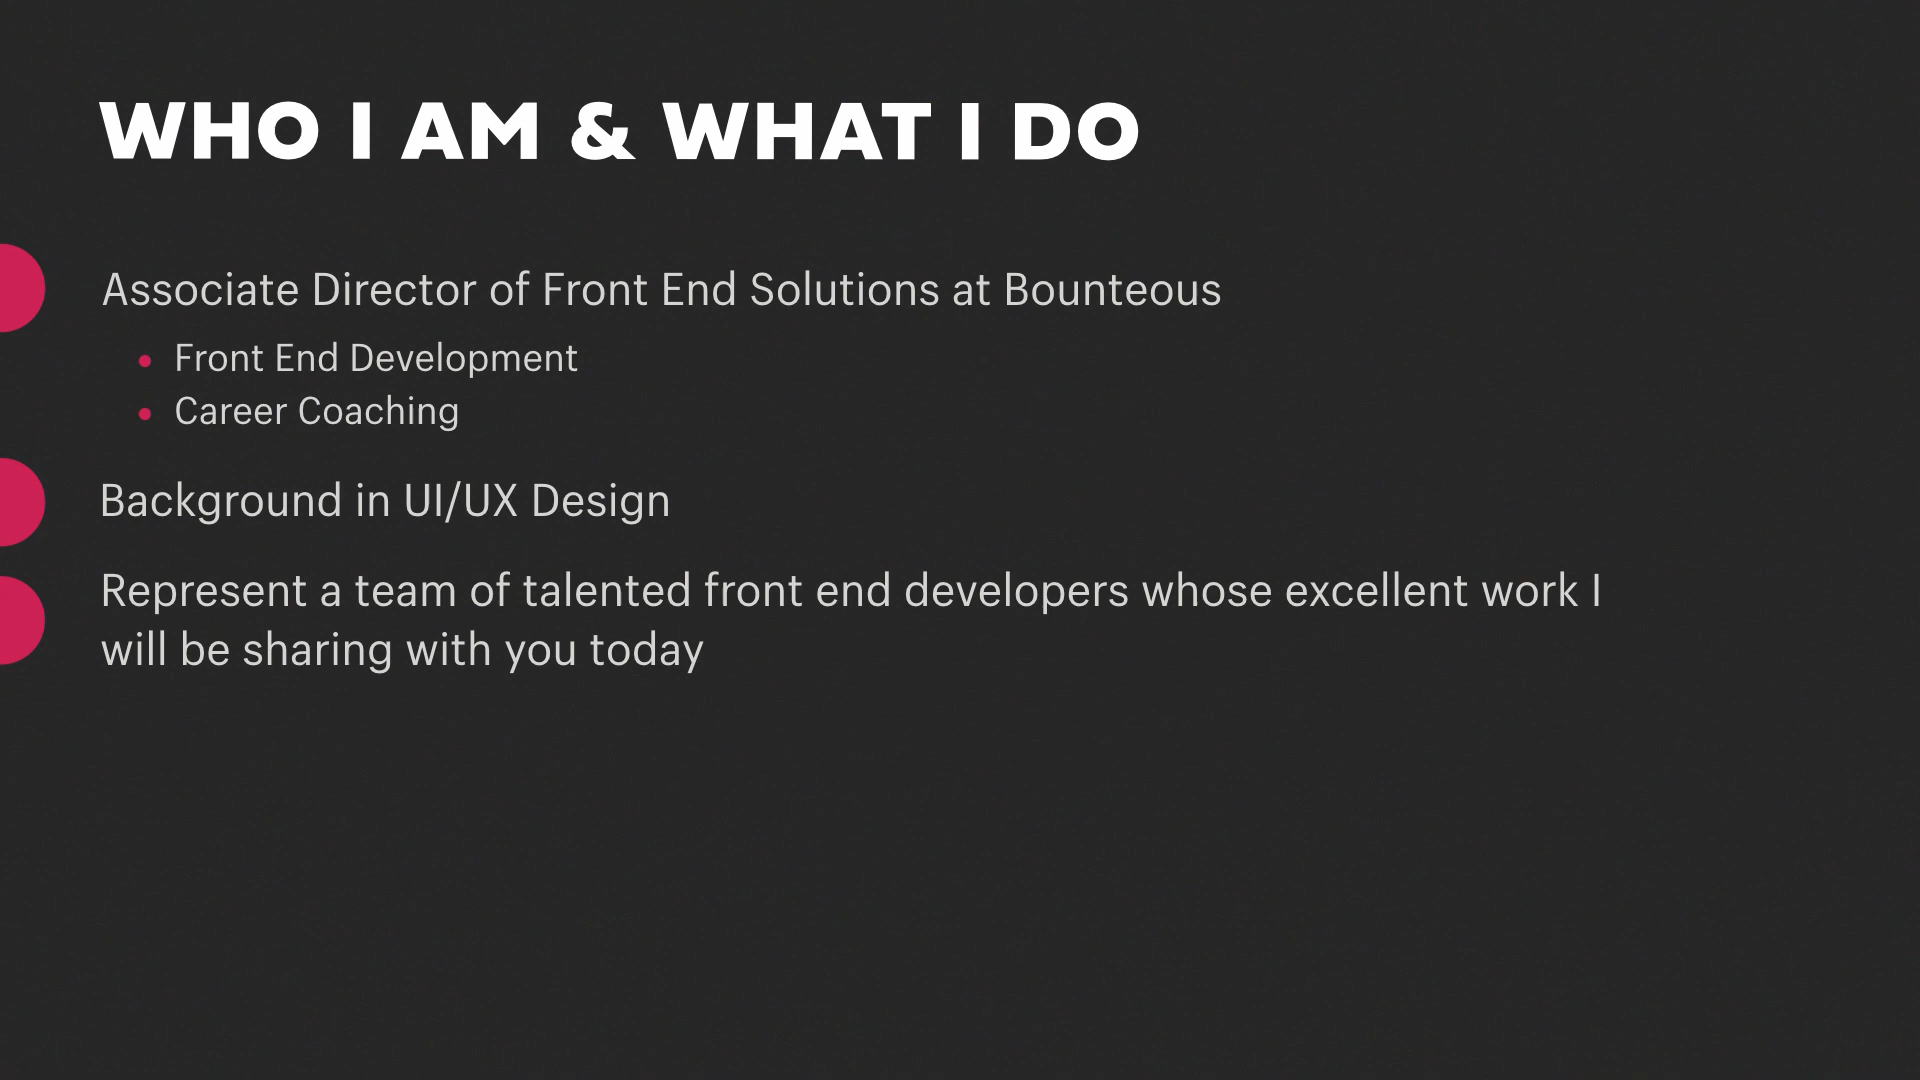 WHO I AM & WHAT I DO
Associate Director of Front End Solutions at Bounteous
Front End Development
Career Coaching
Background in UI/UX Design
Represent a team of talented front end developers whose excellent work I
will be sharing with you today